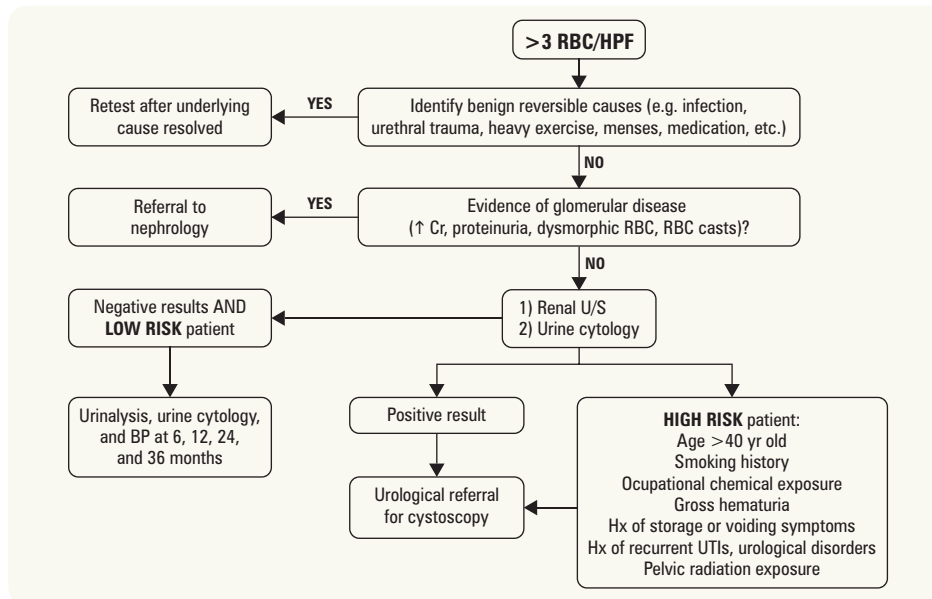 >3 RBC/HPF
Retest after underlying
cause resolved
YES
Identify benign reversible causes (e.g. infection,
urethral trauma, heavy exercise, menses, medication, etc.)
NO
Referral to
nephrology
YES
Evidence of glomerular disease
(↑ Cr, proteinuria, dysmorphic RBC, RBC casts)?
NO
Negative results AND
LOW RISK patient
1) Renal U/S
2) Urine cytology
Urinalysis, urine cytology,
and BP at 6, 12, 24,
and 36 months
Positive result
Urological referral
for cystoscopy
HIGH RISK patient:
Age >40 yr old
Smoking history
Ocupational chemical exposure
Gross hematuria
Hx of storage or voiding symptoms
Hx of recurrent UTIs, urological disorders
Pelvic radiation exposure